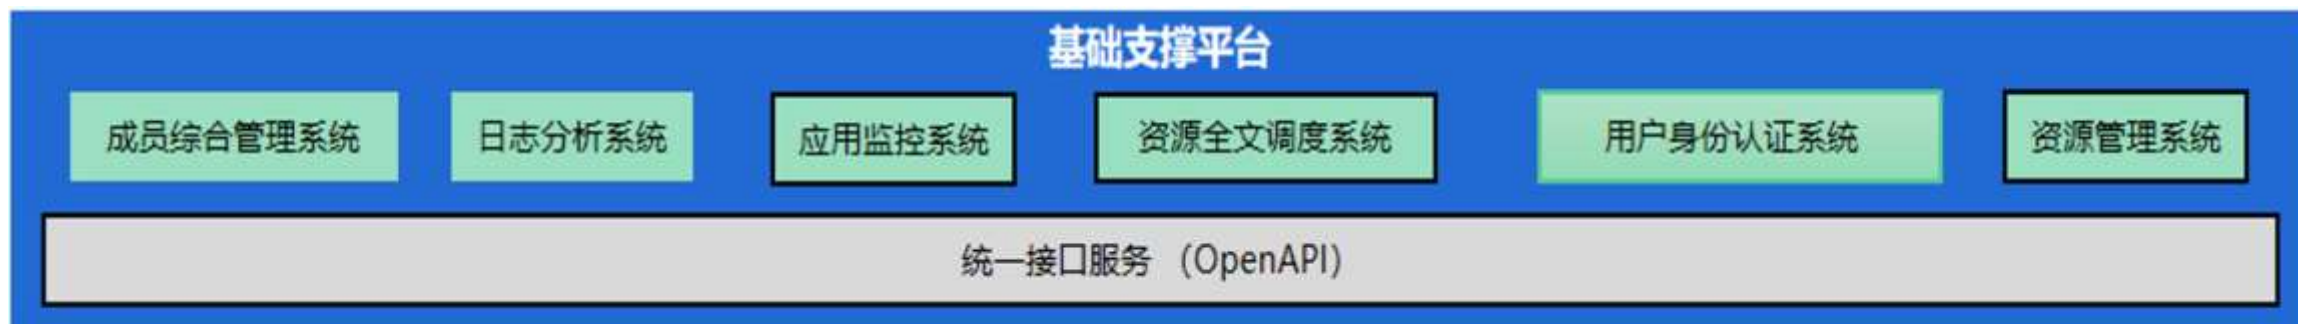 基础支撑平台
成员综合管理系统
日志分析系统
应用监控系统
资源全文调度系统
用户身份认证系统
资源管理系统
统一接口服务 （OpenAPI）